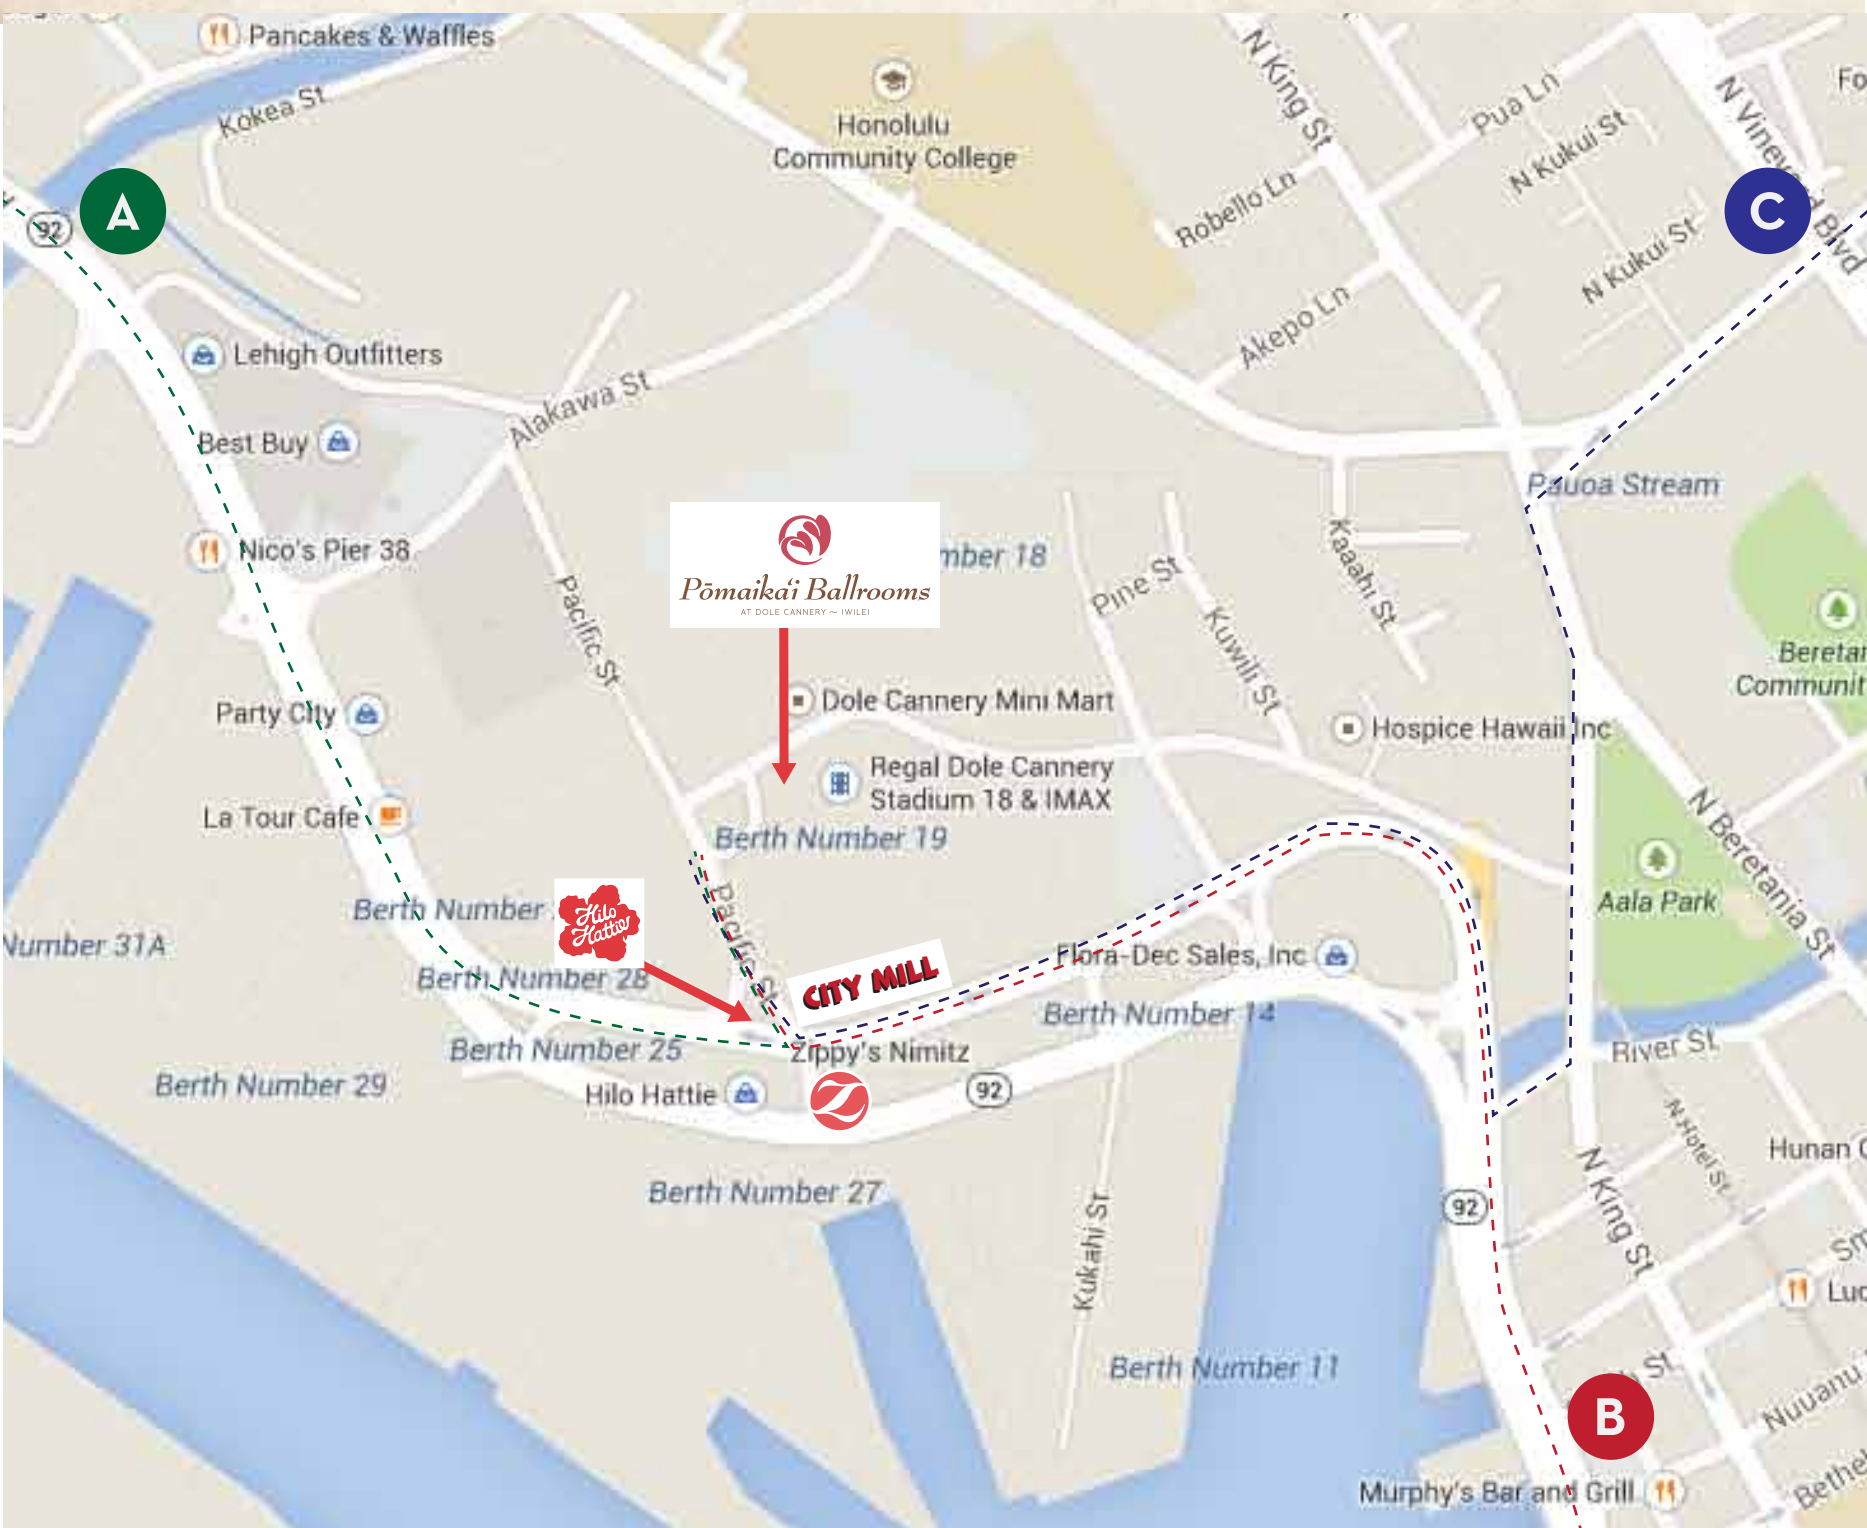 Pancakes & Waffles
Kokea St
Honolulu
Community College
N King St
Pua Ln
N Kukui St
N Vineyard Blvd
Fo
Robello Ln
N Kukui St
92
A
C
Akepo Ln
Lehigh Outfitters
Alakawa St
Best Buy
Pauoa Stream
Nico's Pier 38
Pacific St
Pōmaikaʻi Ballrooms
AT DOLE CANNERY ~ IWILEI
mber 18
Pine St
Kuwili St
Kaaahi St
Beretan
Communit
Party City
Dole Cannery Mini Mart
Hospice Hawaii Inc
Regal Dole Cannery
Stadium 18 & IMAX
La Tour Cafe
Berth Number 19
N Beretania St
Aala Park
Berth Number
Hilo
Hattie
Pacific St
Number 31A
Berth Number 28
CITY MILL
Flora-Dec Sales, Inc
Berth Number 14
Berth Number 25
Zippy's Nimitz
River St
Berth Number 29
Hilo Hattie
92
N Hotel St
Hunan
Berth Number 27
Kukahi St
92
N King St
Sm
Luc
Berth Number 11
St
B
Nuuanu
Murphy's Bar and Grill
Bethel